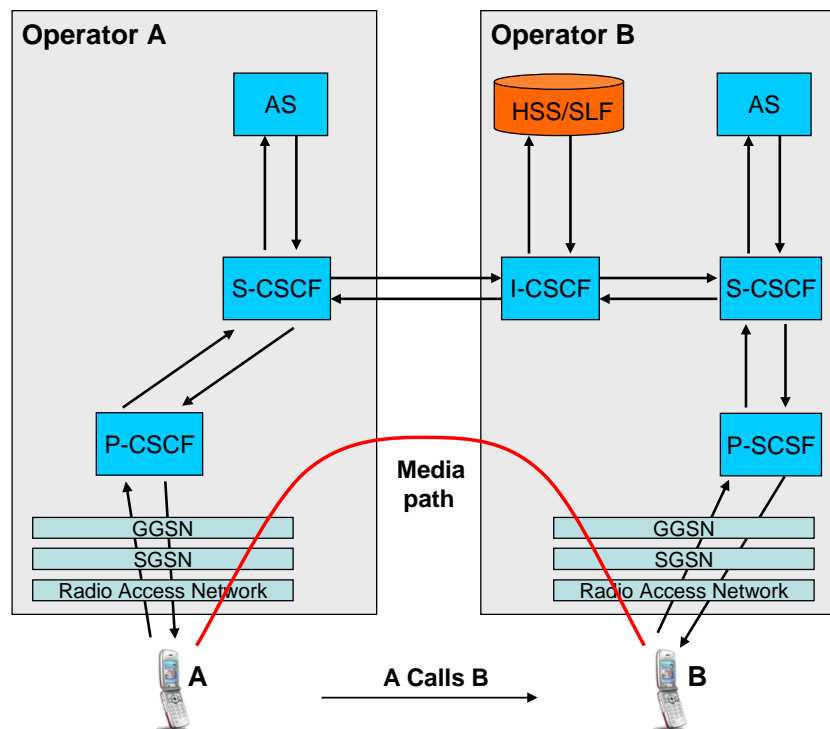 Operator A
Operator B
AS
HSS/SLF
AS
S-CSCF
I-CSCF
S-CSCF
P-CSCF
P-SCSF
Media
path
GGSN
GGSN
SGSN
SGSN
Radio Access Network
Radio Access Network
A
B
A Calls B